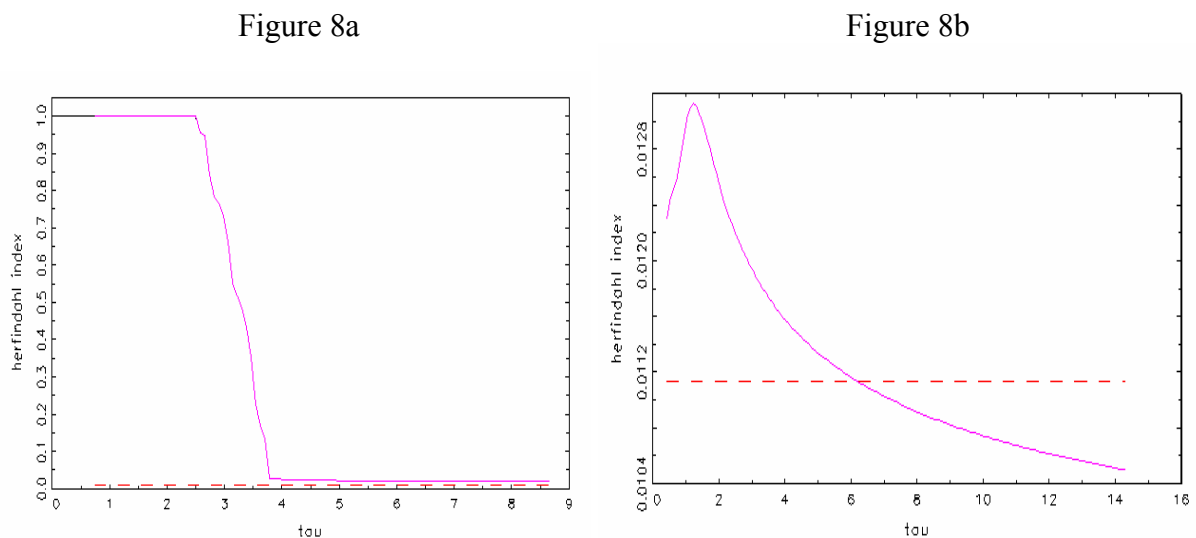 Figure 8a
Figure 8b
herfindahl index
0.0 0.1 0.2 0.3 0.4 0.5 0.6 0.7 0.8 0.9 1.0
0 1 2 3 4 5 6 7 8 9
tau
herfindahl index
0.0104 0.0112 0.0120 0.0128
0 2 4 6 8 10 12 14 16
tau